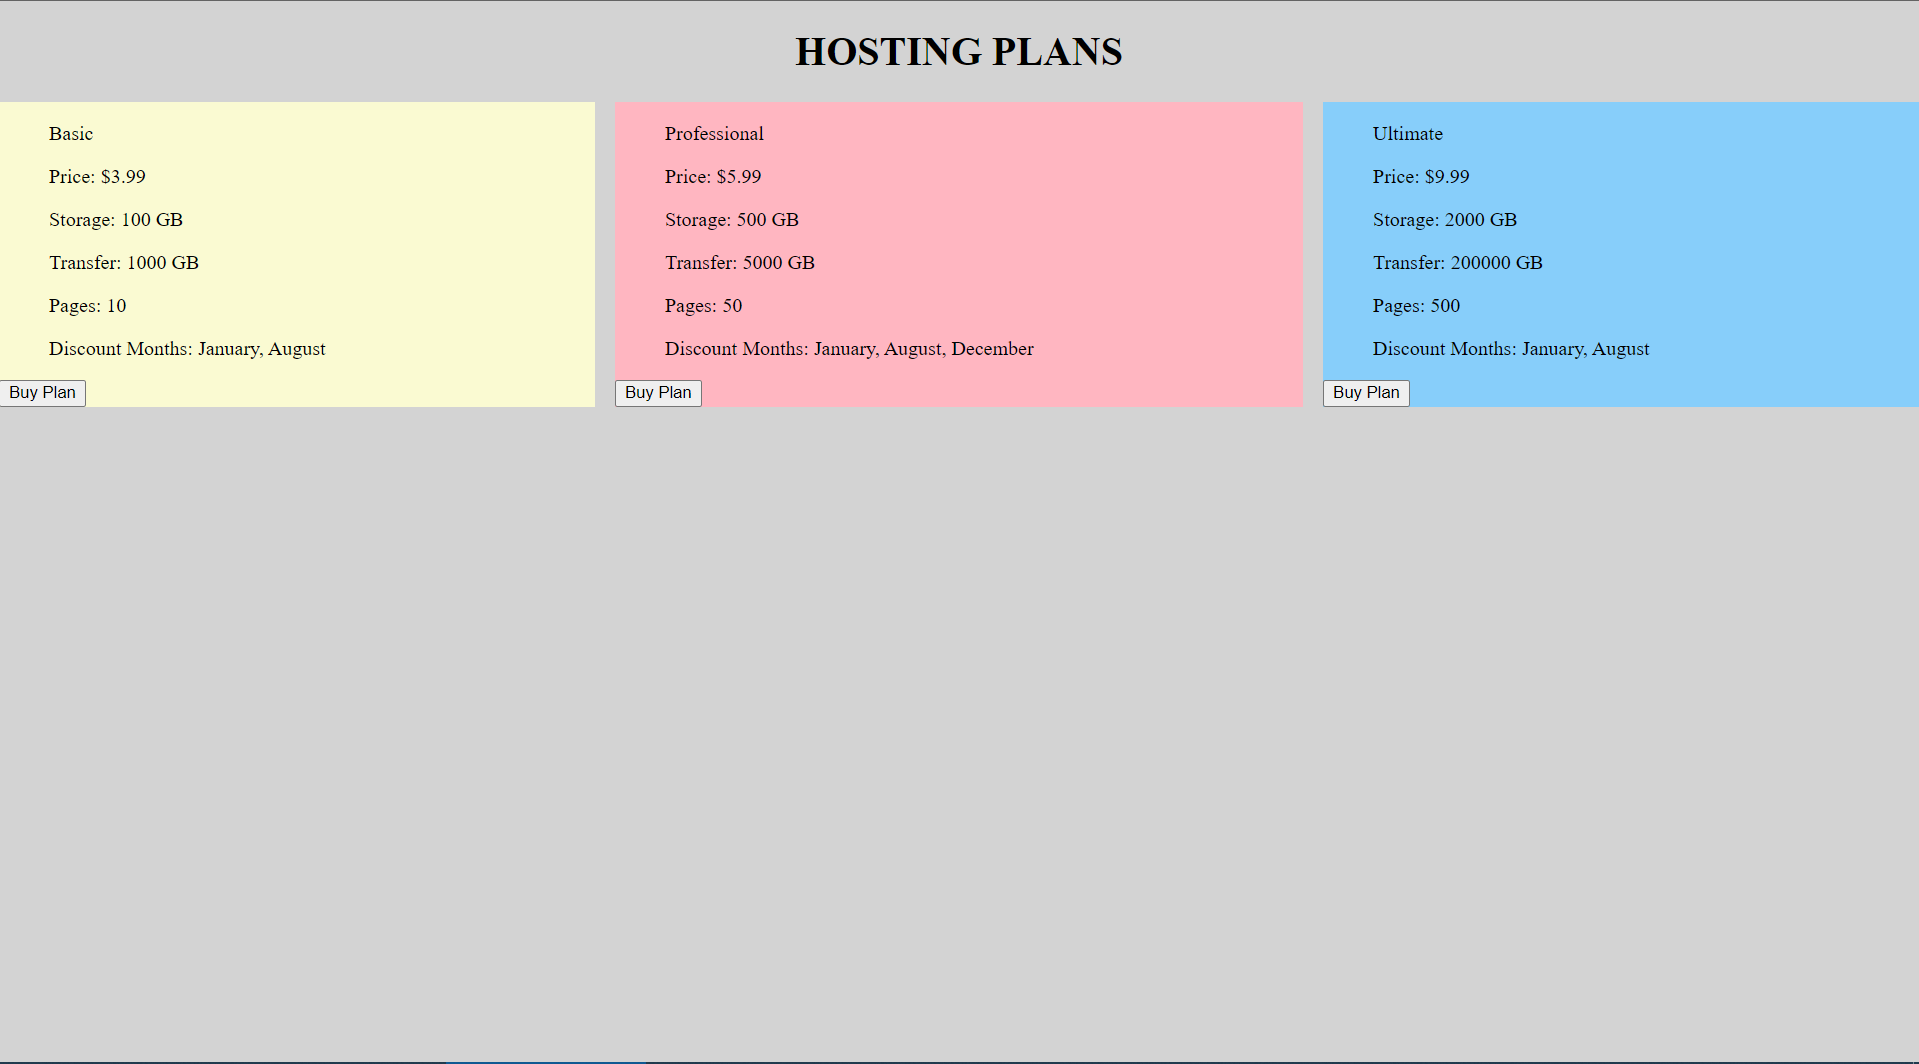 HOSTING PLANS
Basic
Price: $3.99
Storage: 100 GB
Transfer: 1000 GB
Pages: 10
Discount Months: January, August
Buy Plan
Professional
Price: $5.99
Storage: 500 GB
Transfer: 5000 GB
Pages: 50
Discount Months: January, August, December
Buy Plan
Ultimate
Price: $9.99
Storage: 2000 GB
Transfer: 200000 GB
Pages: 500
Discount Months: January, August
Buy Plan